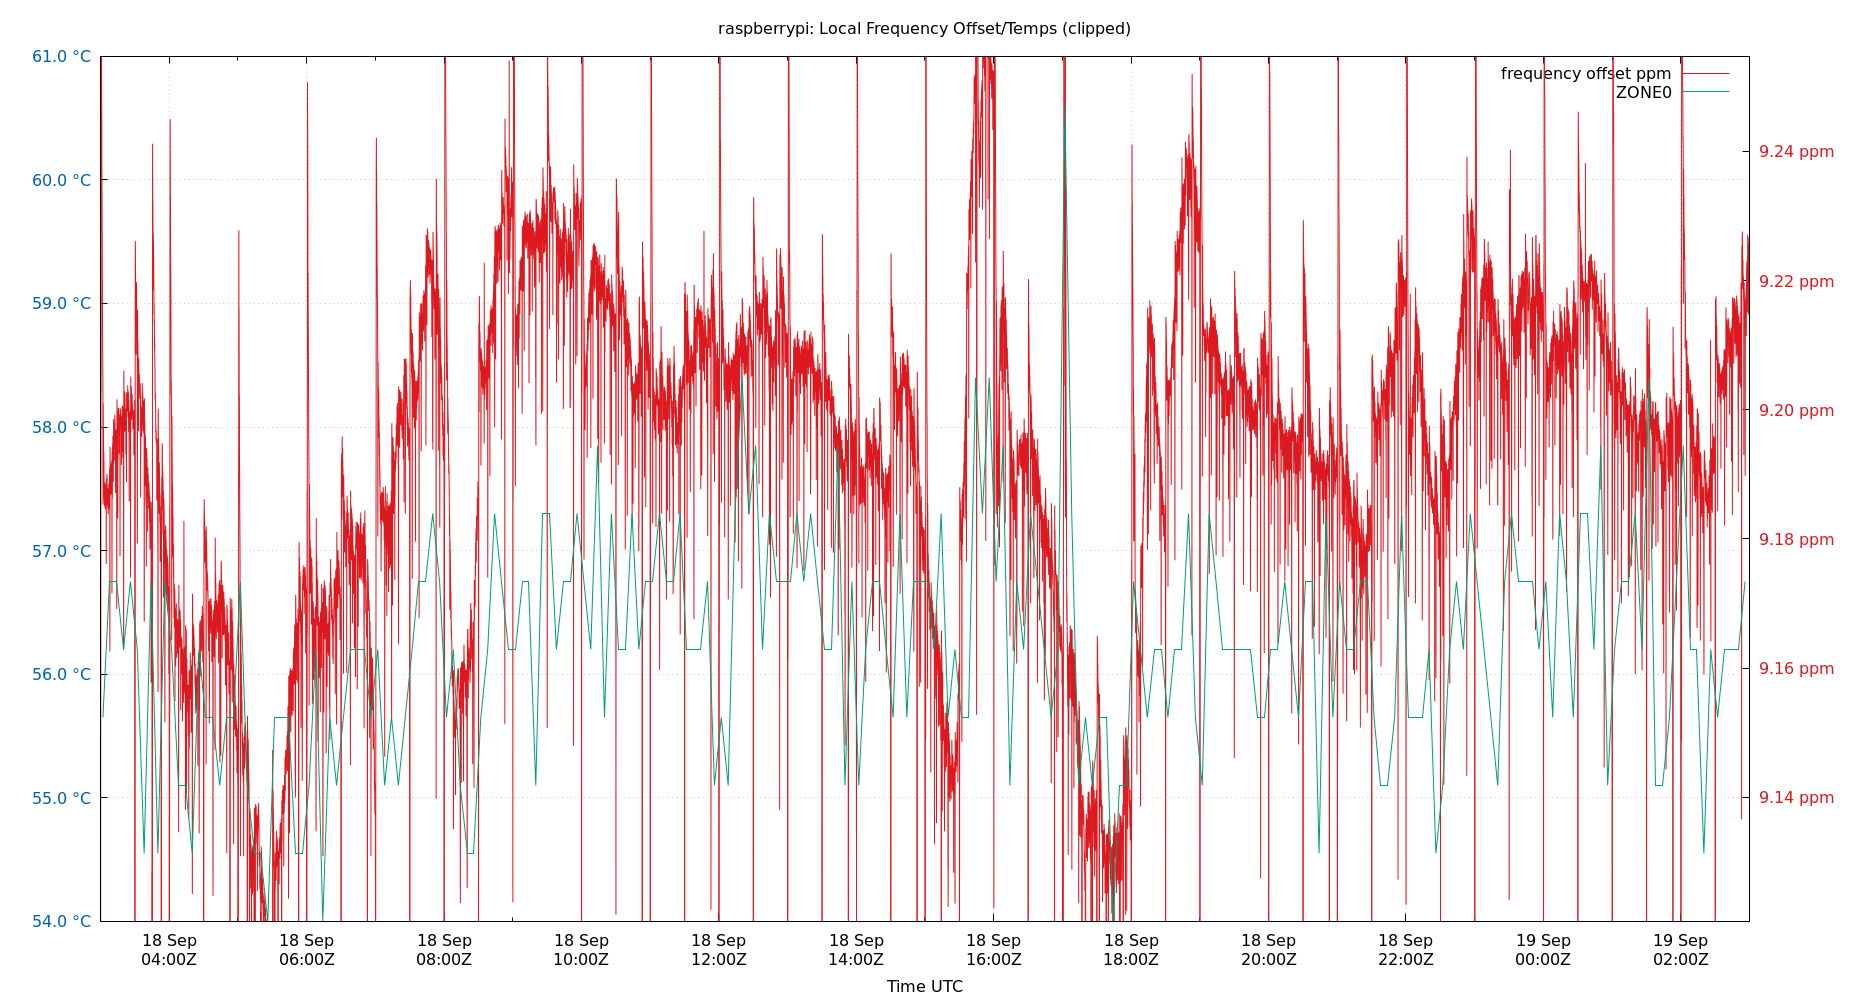 raspberrypi: Local Frequency Offset/Temps (clipped)
61.0 °C
60.0 °C
59.0 °C
58.0 °C
57.0 °C
56.0 °C
55.0 °C
54.0 °C
frequency offset ppm
ZONE0
9.24 ppm
9.22 ppm
9.20 ppm
9.18 ppm
9.16 ppm
9.14 ppm
18 Sep
04:00Z
18 Sep
06:00Z
18 Sep
08:00Z
18 Sep
10:00Z
18 Sep
12:00Z
18 Sep
14:00Z
18 Sep
16:00Z
18 Sep
18:00Z
18 Sep
20:00Z
18 Sep
22:00Z
19 Sep
00:00Z
19 Sep
02:00Z
Time UTC